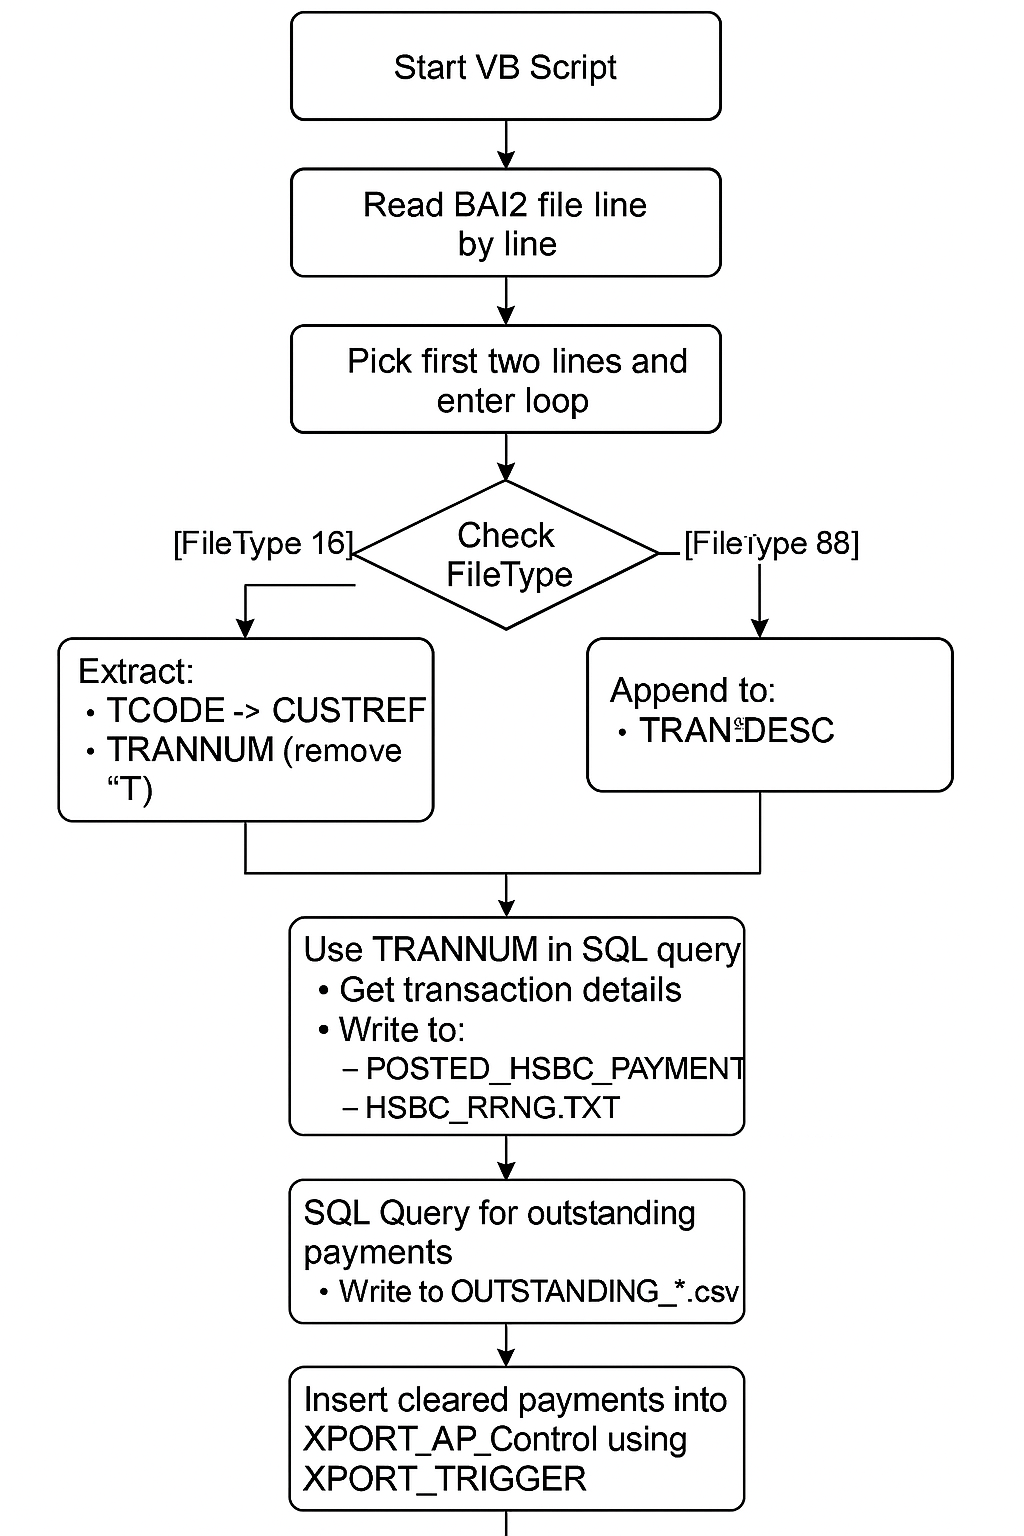 Start VB Script
Read BAI2 file line
by line
Pick first two lines and
enter loop
Check
FileType
[FileType 16]
[FileType 88]
Extract:
• TCODE -> CUSTREF
• TRANNUM (remove
“T)
Append to:
• TRAN DESC
Use TRANNUM in SQL query
• Get transaction details
• Write to:
– POSTED_HSBC_PAYMENT
– HSBC_RRNG.TXT
SQL Query for outstanding
payments
• Write to OUTSTANDING_*.csv
Insert cleared payments into
XPORT_AP_Control using
XPORT_TRIGGER